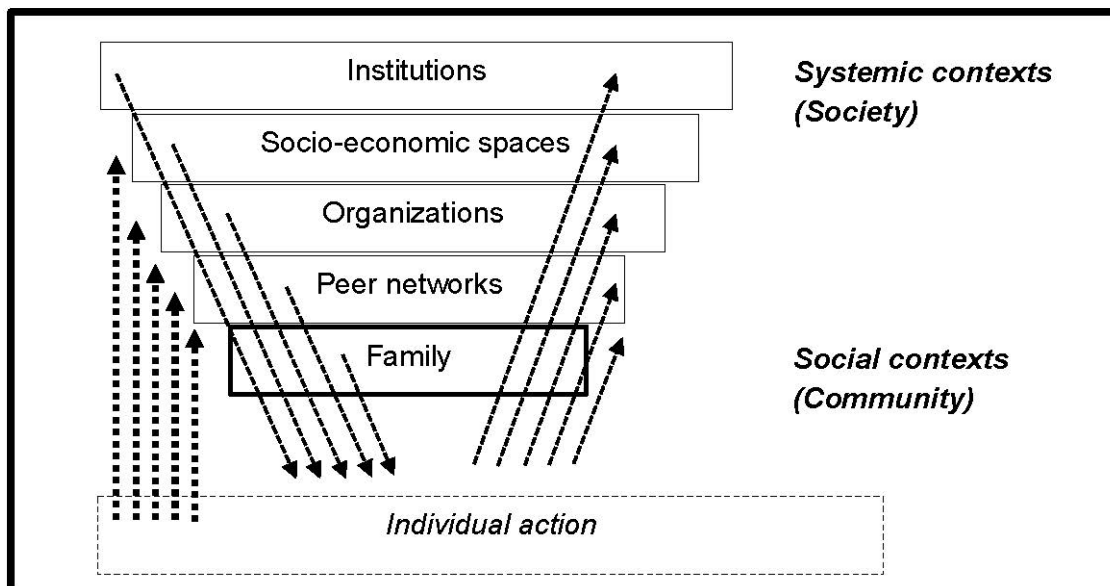 Institutions
Systemic contexts
(Society)
Socio-economic spaces
Organizations
Peer networks
Family
Social contexts
(Community)
Individual action